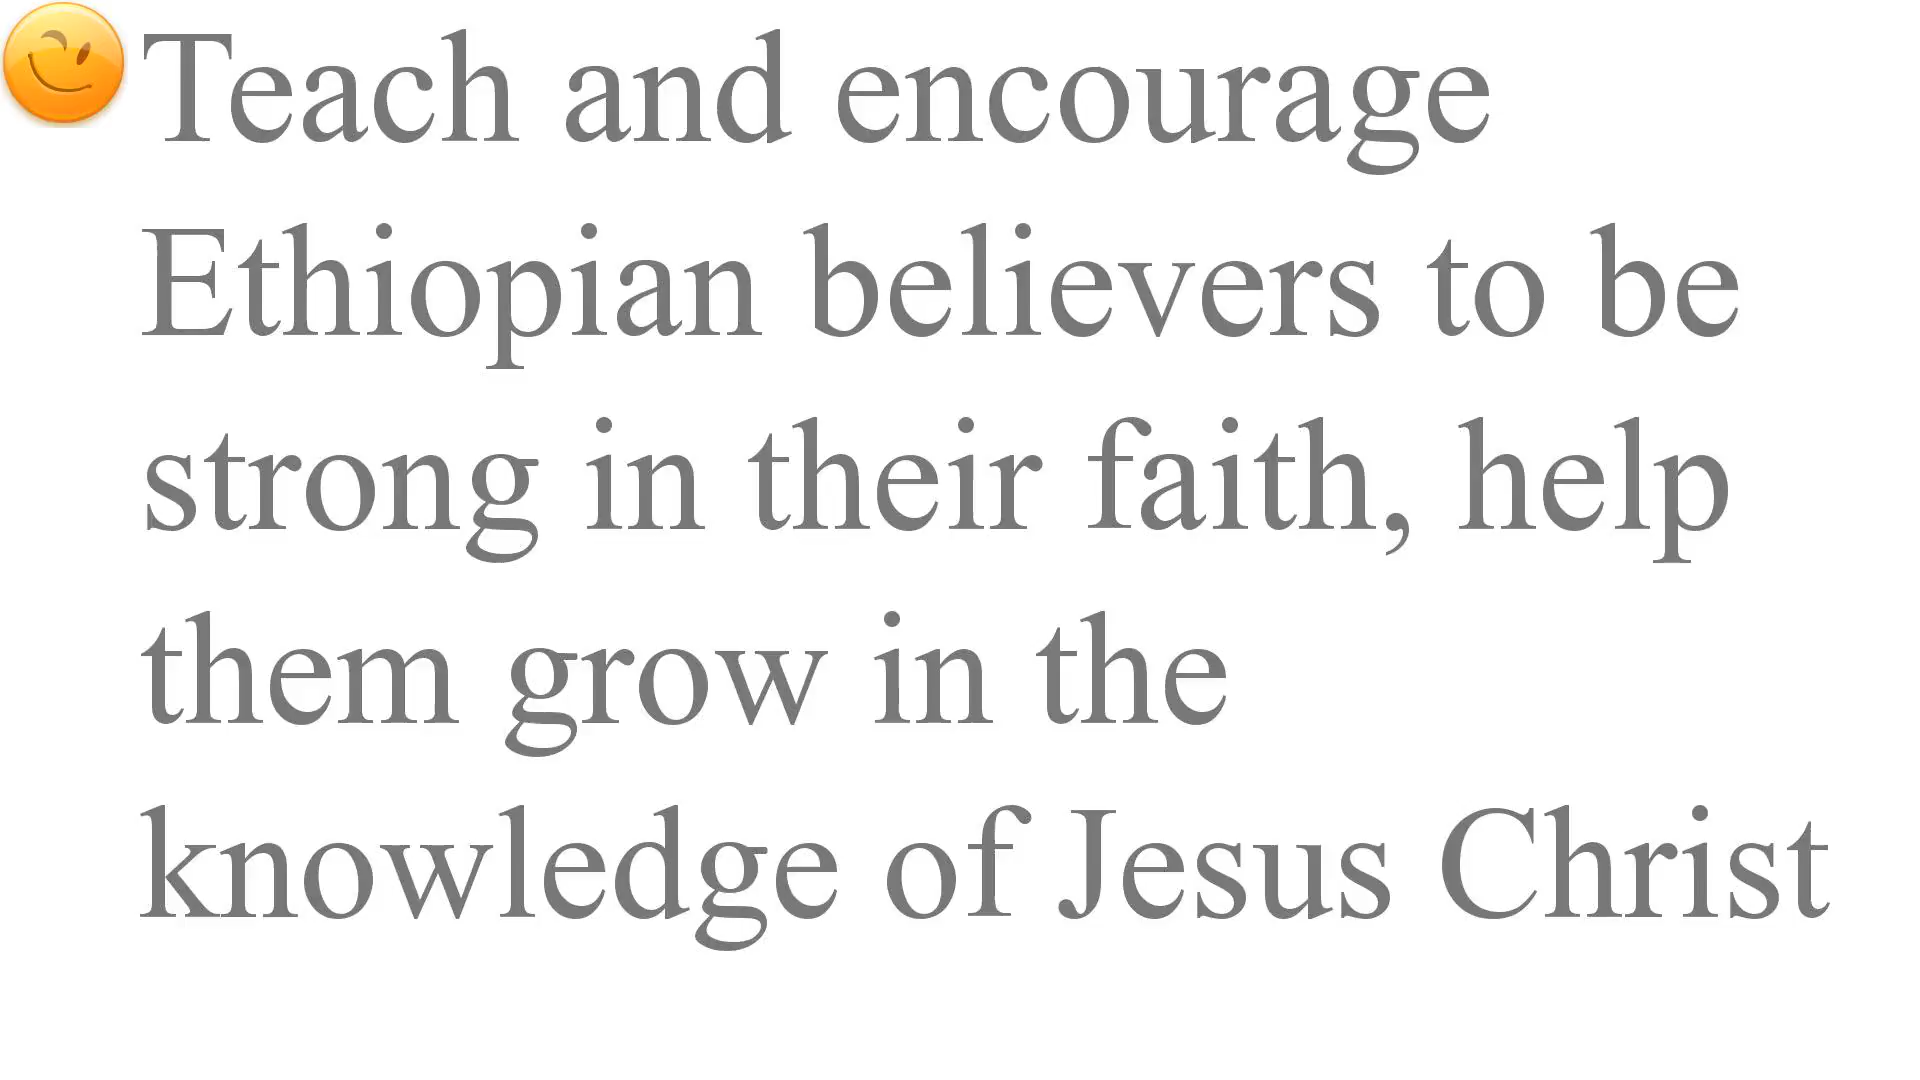 Teach and encourage
Ethiopian believers to be
strong in their faith, help
them grow in the
knowledge of Jesus Christ